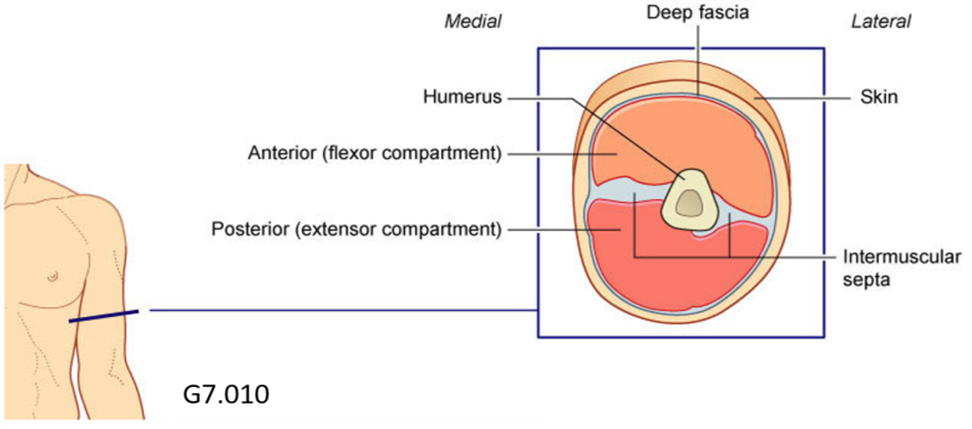 Medial
Deep fascia
Lateral
Humerus
Skin
Anterior (flexor compartment)
Posterior (extensor compartment)
Intermuscular
septa
G7.010